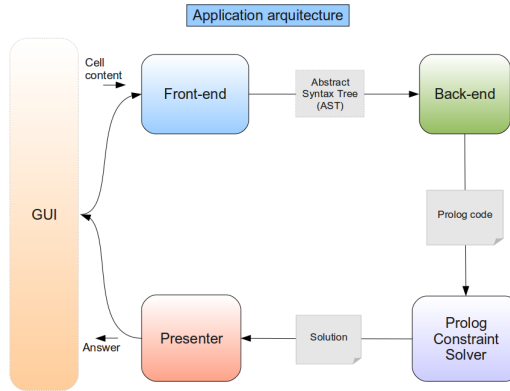 Application arquitecture
Cell
content
Front-end
Abstract
Syntax Tree
(AST)
Back-end
GUI
Prolog code
Answer
Presenter
Solution
Prolog
Constraint
Solver